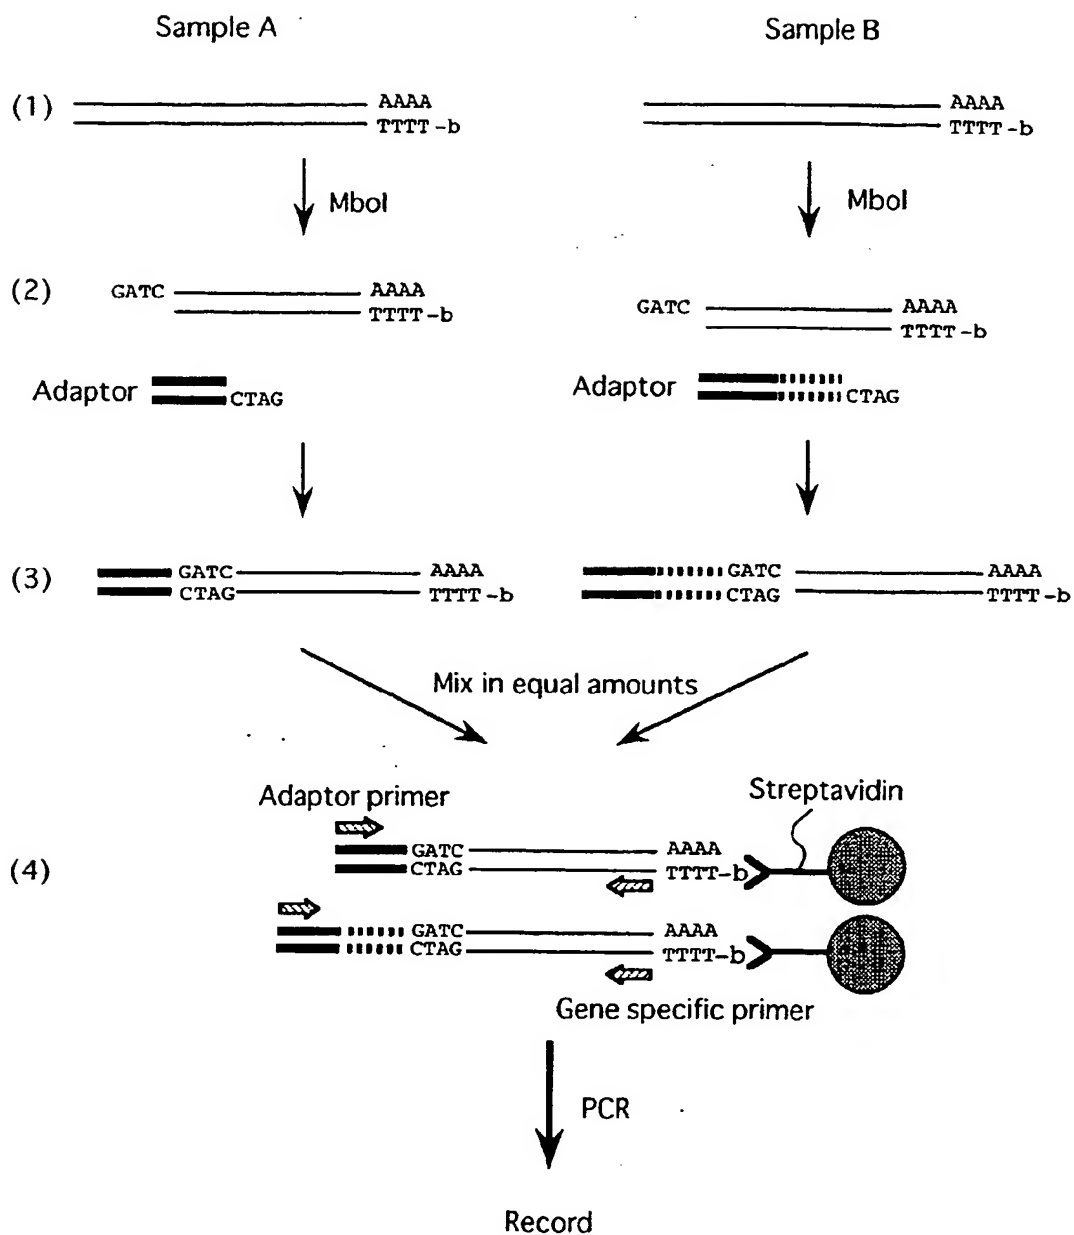 Sample A
Sample B
(1)
AAAA
TTTT-b
AAAA
TTTT-b
MboI
MboI
(2)
GATC
AAAA
TTTT-b
GATC
AAAA
TTTT-b
Adaptor
CTAG
Adaptor
CTAG
(3)
GATC
AAAA
CTAG
TTTT-b
GATC
AAAA
CTAG
TTTT-b
Mix in equal amounts
Adaptor primer
Streptavidin
(4)
GATC
AAAA
CTAG
TTTT-b
GATC
AAAA
CTAG
TTTT-b
Gene specific primer
PCR
Record